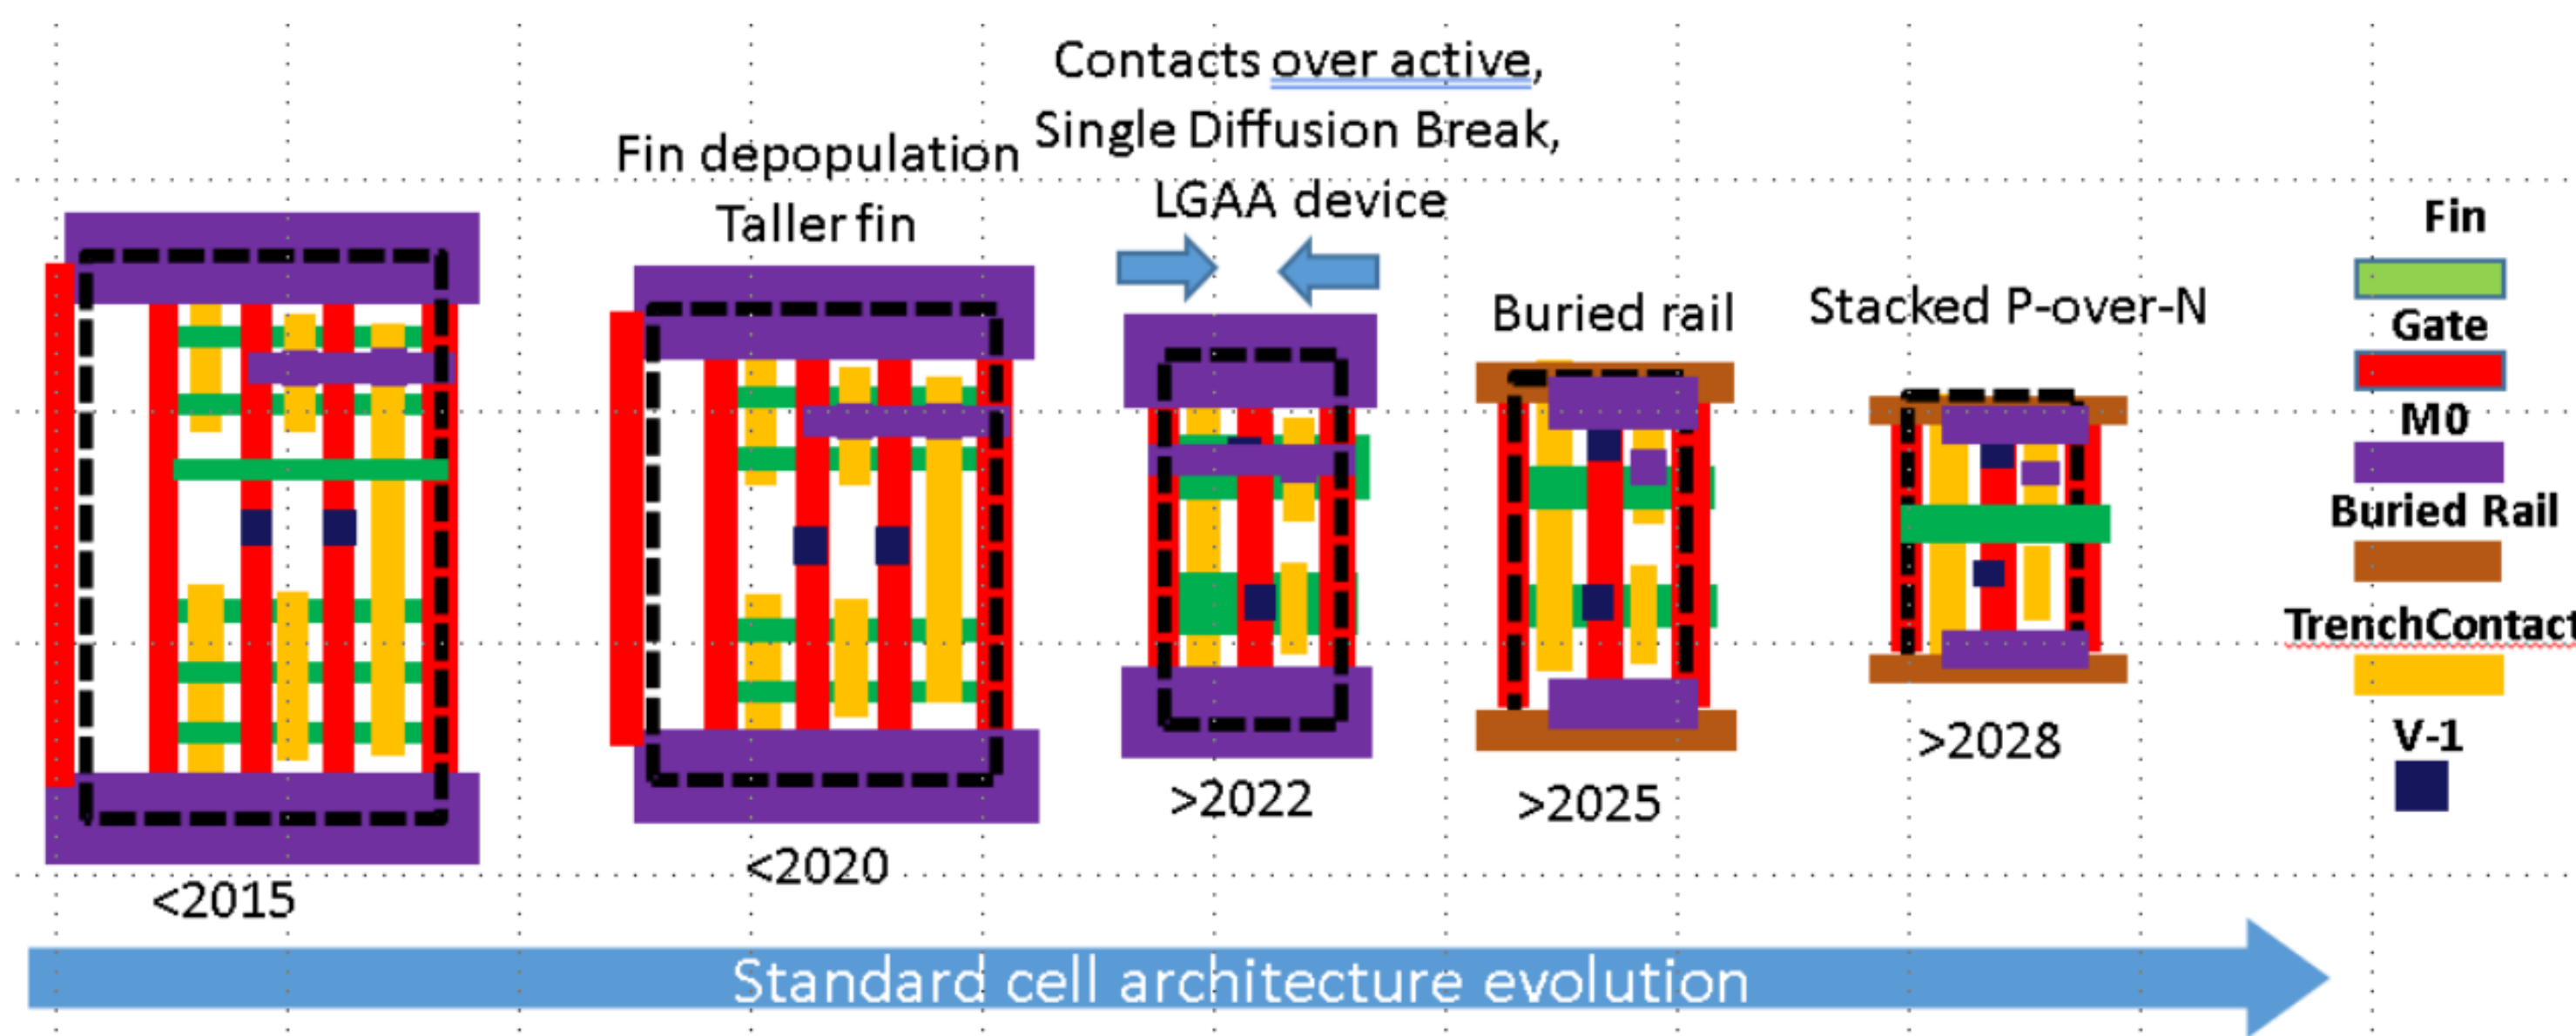 Contacts over active,
Single Diffusion Break,
LGAA device
Fin depopulation
Taller fin
Buried rail
Stacked P-over-N
<2015
<2020
>2022
>2025
>2028
Standard cell architecture evolution
Fin
Gate
M0
Buried Rail
TrenchContact
V-1